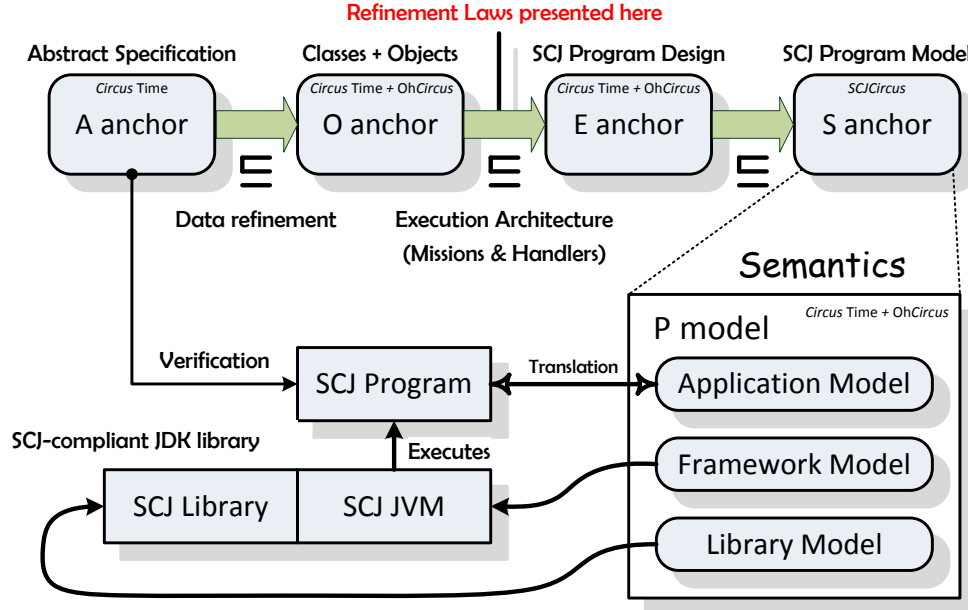 Refinement Laws presented here
Abstract Specification
Classes + Objects
SCJ Program Design
SCJ Program Model
Circus Time
A anchor
Circus Time + OhCircus
O anchor
Circus Time + OhCircus
E anchor
SCJCircus
S anchor
⊑
⊑
⊑
Data refinement
Execution Architecture
(Missions & Handlers)
Semantics
Circus Time + OhCircus
P model
Verification
SCJ Program
Translation
Application Model
SCJ-compliant JDK library
Executes
Framework Model
SCJ Library
SCJ JVM
Library Model